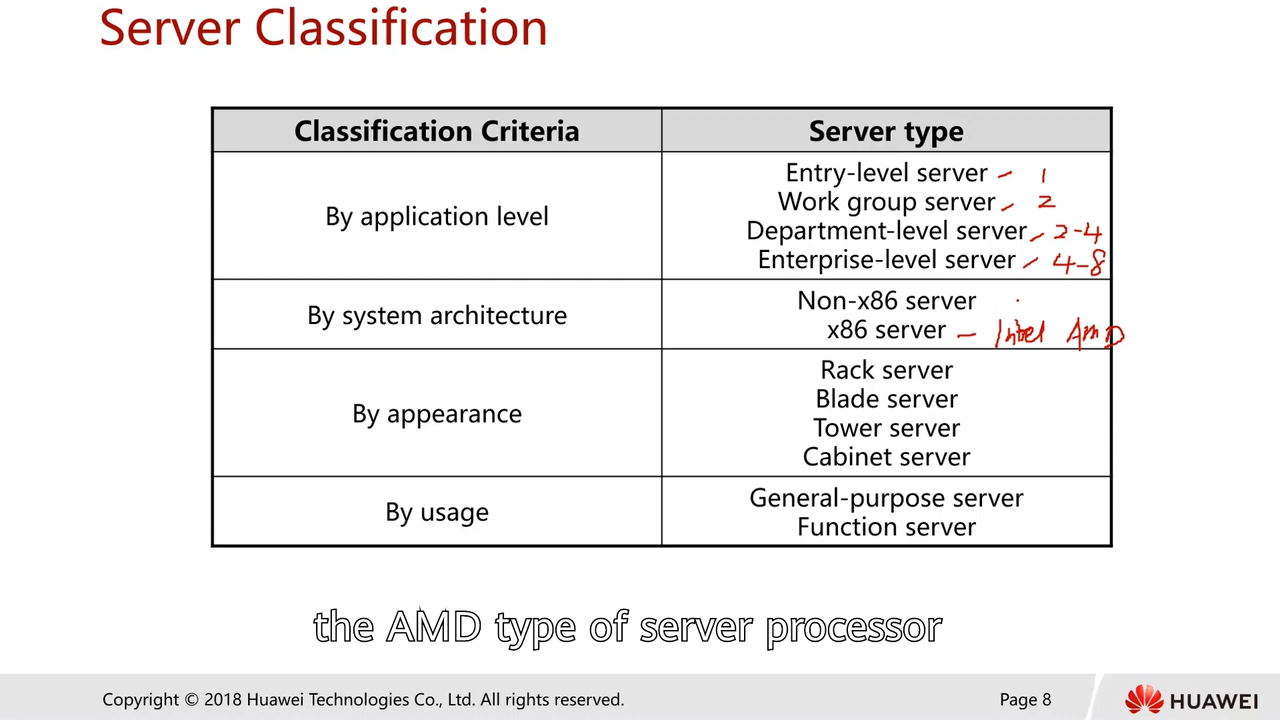 Server Classification
Classification Criteria
Server type
By application level
Entry-level server – 1
Work group server – 2
Department-level server – 2-4
Enterprise-level server – 4-8
By system architecture
Non-x86 server
x86 server – Intel AMD
By appearance
Rack server
Blade server
Tower server
Cabinet server
By usage
General-purpose server
Function server
the AMD type of server processor
Copyright © 2018 Huawei Technologies Co., Ltd. All rights reserved.
Page 8
HUAWEI